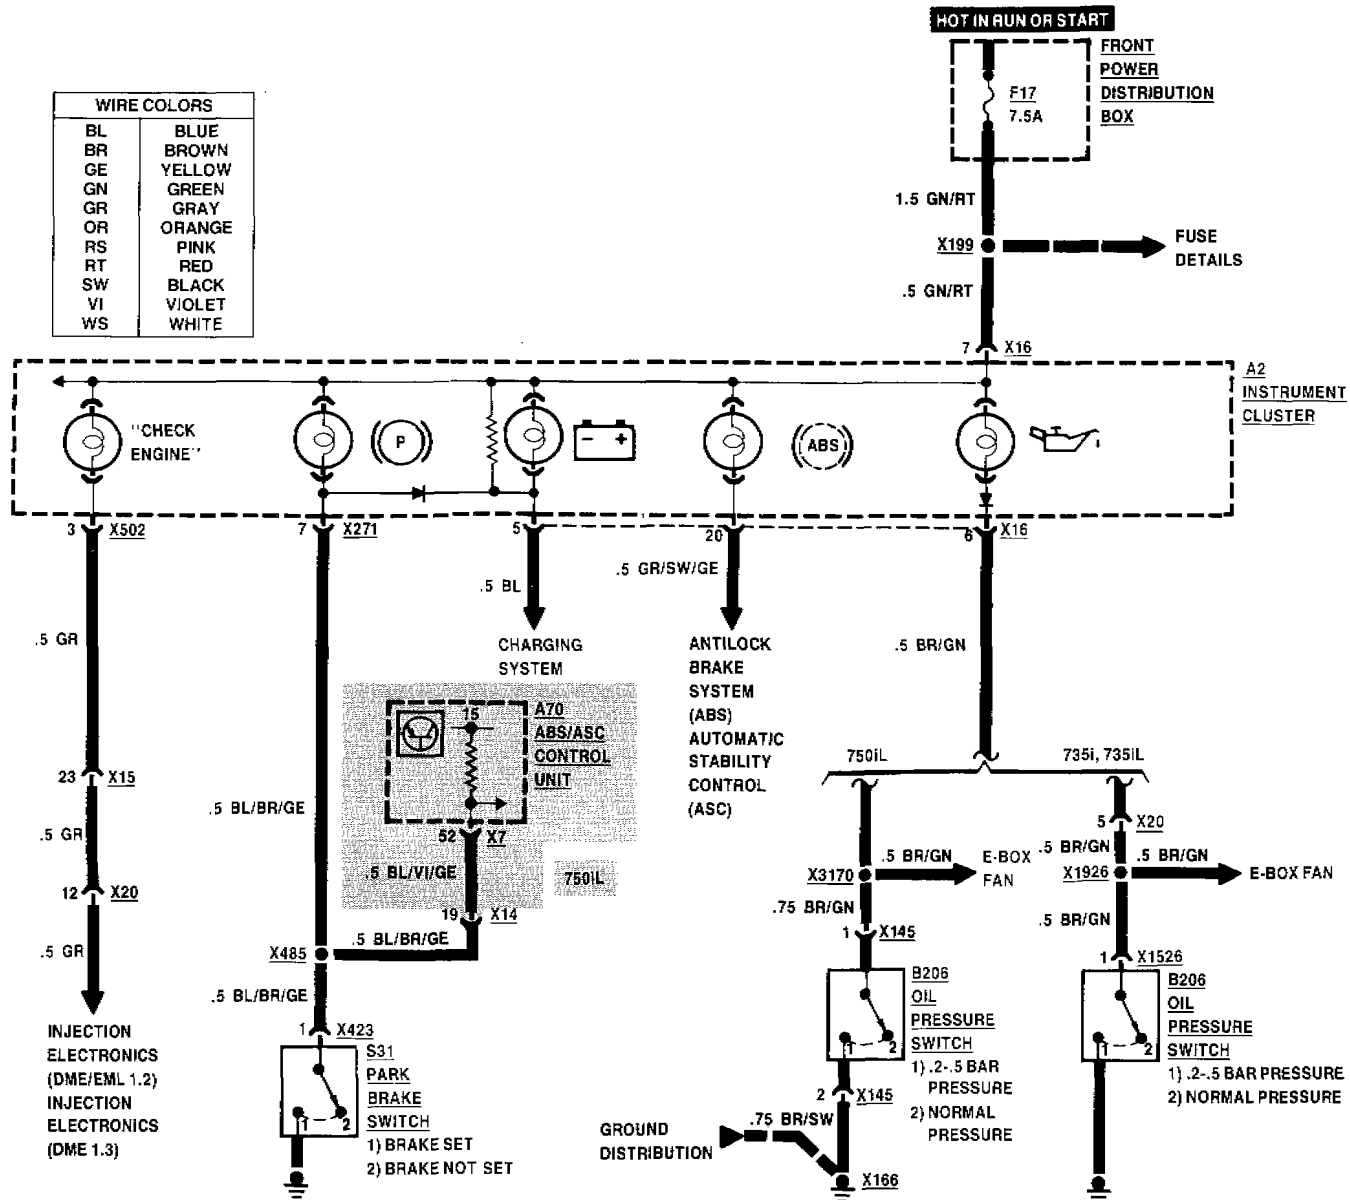 HOT IN RUN OR START
FRONT
POWER
DISTRIBUTION
BOX
F17
7.5A
WIRE COLORS
BL BLUE
BR BROWN
GE YELLOW
GN GREEN
GR GRAY
OR ORANGE
RS PINK
RT RED
SW BLACK
VI VIOLET
WS WHITE
1.5 GN/RT
X199
FUSE
DETAILS
.5 GN/RT
7 X16
A2
INSTRUMENT
CLUSTER
"CHECK
ENGINE"
P
- +
ABS
3 X502
7 X271
5
20
6 X16
.5 BL
.5 GR/SW/GE
.5 GR
CHARGING
SYSTEM
ANTILOCK
BRAKE
SYSTEM
(ABS)
AUTOMATIC
STABILITY
CONTROL
(ASC)
.5 BR/GN
15
A70
ABS/ASC
CONTROL
UNIT
750iL
735i, 735iL
23 X15
.5 BL/BR/GE
.5 GR
52 X7
5 X20
.5 BR/GN
E-BOX
FAN
.5 BR/GN
.5 BR/GN
X3170
X1926
E-BOX FAN
.5 BL/VI/GE
750iL
12 X20
.75 BR/GN
19 X14
.5 BR/GN
1 X145
.5 BL/BR/GE
X485
.5 GR
1 X1526
B206
OIL
PRESSURE
SWITCH
1) .2-.5 BAR
PRESSURE
2) NORMAL
PRESSURE
1 2
B206
OIL
PRESSURE
SWITCH
1) .2-.5 BAR PRESSURE
2) NORMAL PRESSURE
1 2
.5 BL/BR/GE
1 X423
INJECTION
ELECTRONICS
(DME/EML 1.2)
INJECTION
ELECTRONICS
(DME 1.3)
S31
PARK
BRAKE
SWITCH
1) BRAKE SET
2) BRAKE NOT SET
1 2
2 X145
.75 BR/SW
GROUND
DISTRIBUTION
X166